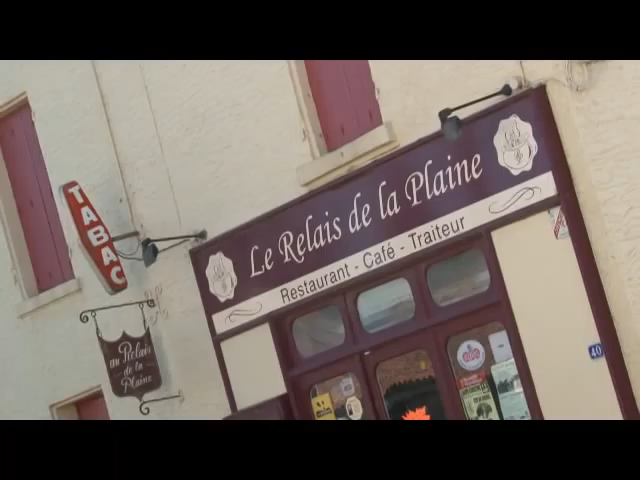 TABAC
Le Relais de la Plaine
Restaurant - Café - Traiteur
au Relais
de la
Plaine
40